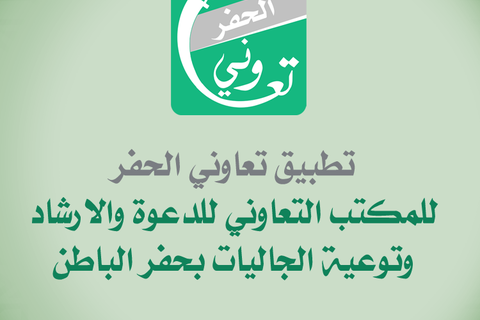 الحفر
تعاوني
تطبيق تعاوني الحفر
للمكتب التعاوني للدعوة والارشاد
وتوعية الجاليات بحفر الباطن